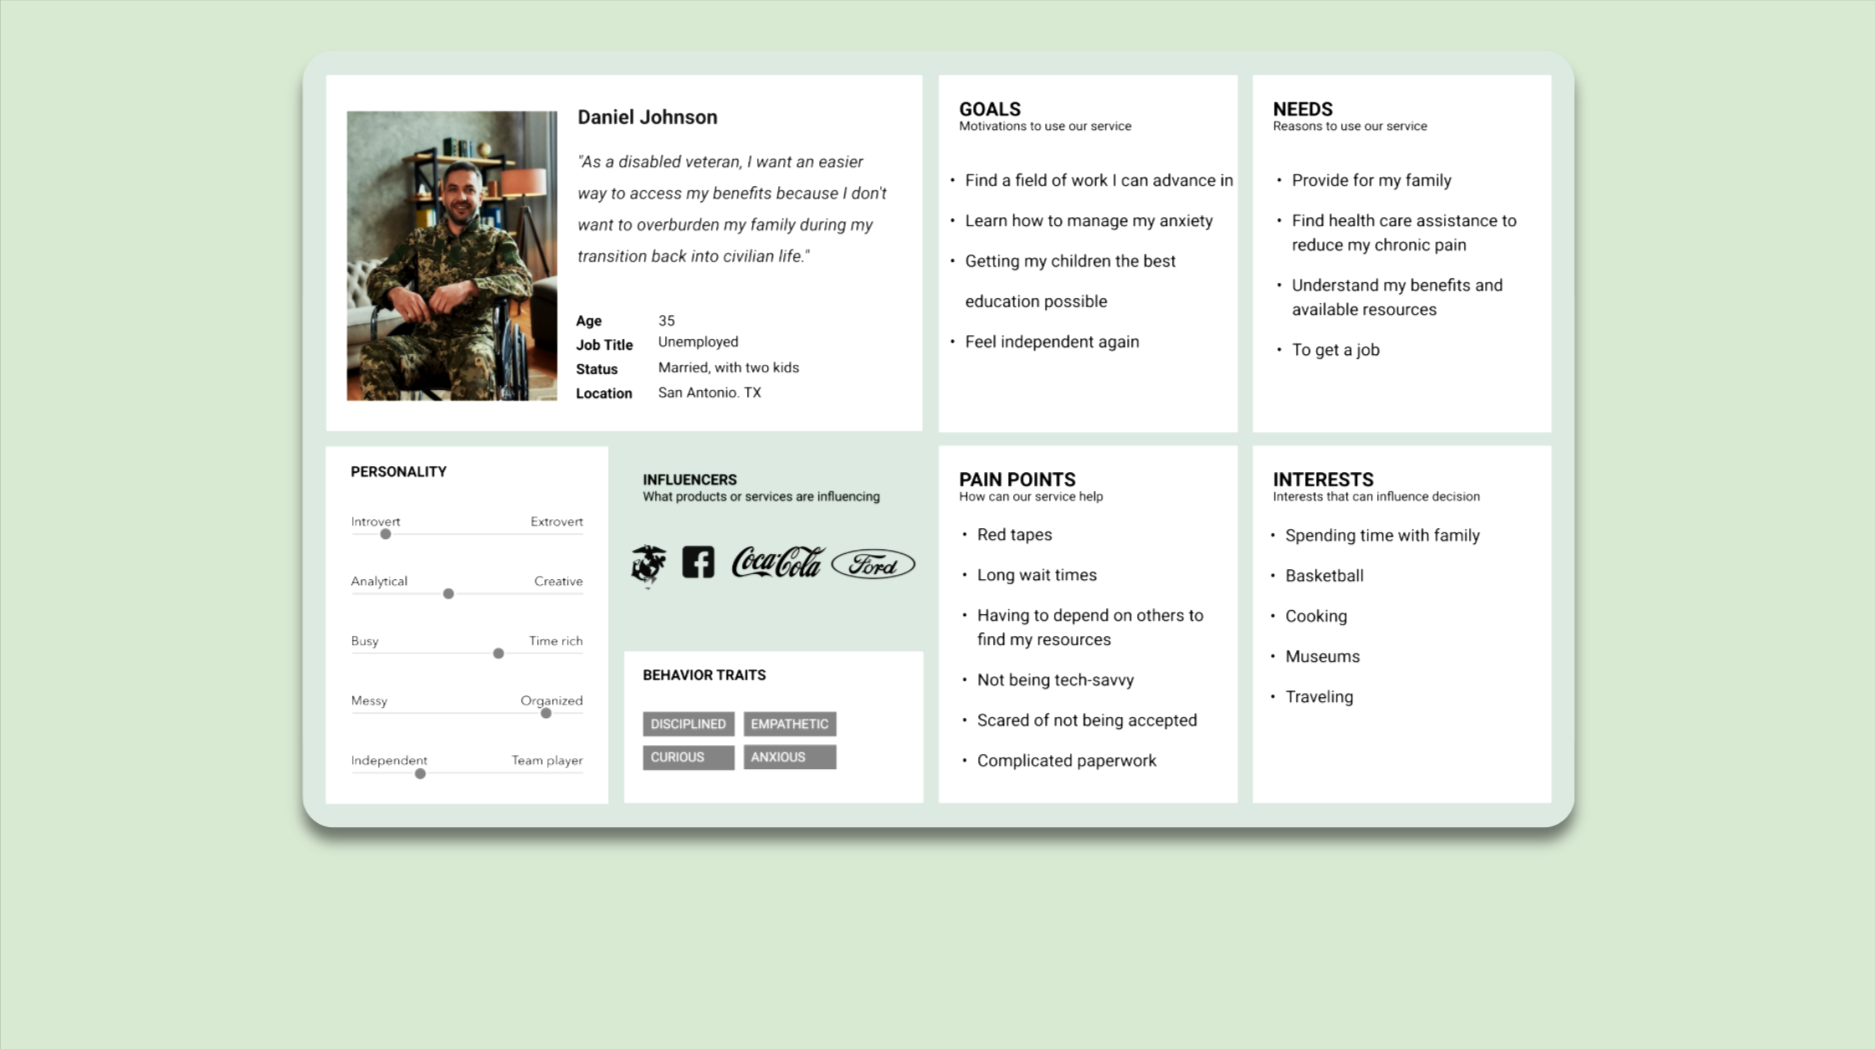 Daniel Johnson
"As a disabled veteran, I want an easier
way to access my benefits because I don't
want to overburden my family during my
transition back into civilian life."
Age 35
Job Title Unemployed
Status Married, with two kids
Location San Antonio. TX
GOALS
Motivations to use our service
• Find a field of work I can advance in
• Learn how to manage my anxiety
• Getting my children the best
education possible
• Feel independent again
NEEDS
Reasons to use our service
• Provide for my family
• Find health care assistance to
reduce my chronic pain
• Understand my benefits and
available resources
• To get a job
PERSONALITY
Introvert Extrovert
Analytical Creative
Busy Time rich
Messy Organized
Independent Team player
INFLUENCERS
What products or services are influencing
f Coca-Cola Ford
BEHAVIOR TRAITS
DISCIPLINED EMPATHETIC
CURIOUS ANXIOUS
PAIN POINTS
How can our service help
• Red tapes
• Long wait times
• Having to depend on others to
find my resources
• Not being tech-savvy
• Scared of not being accepted
• Complicated paperwork
INTERESTS
Interests that can influence decision
• Spending time with family
• Basketball
• Cooking
• Museums
• Traveling